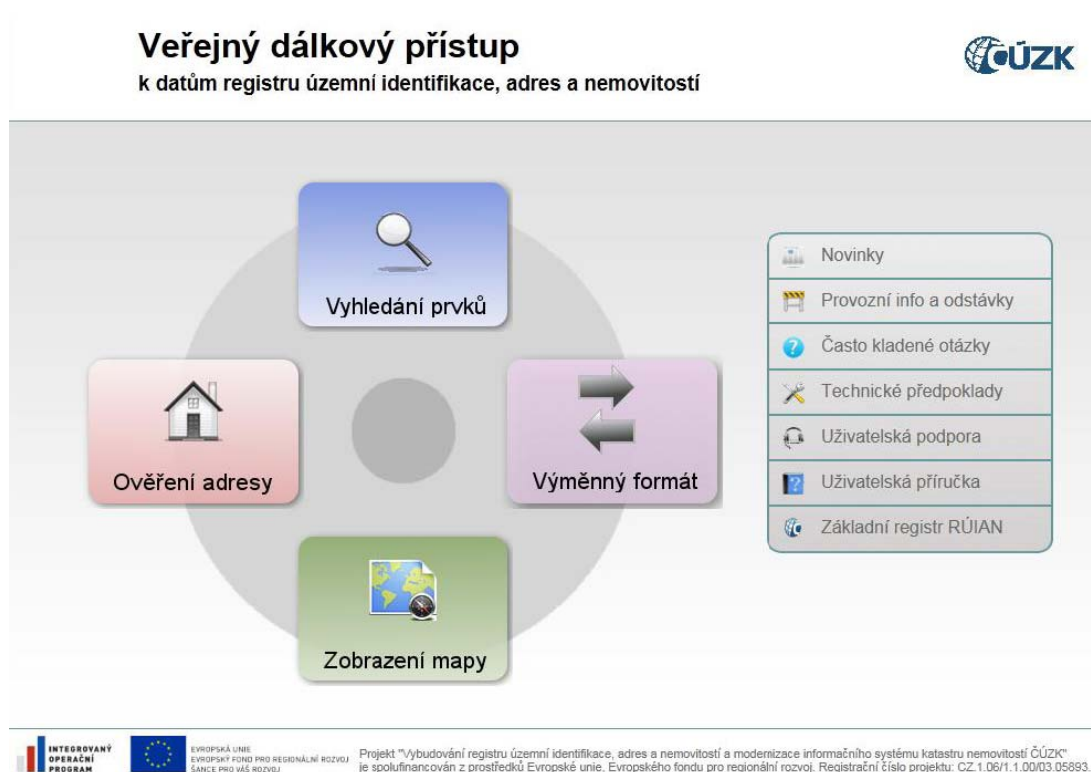 Veřejný dálkový přístup
k datům registru územní identifikace, adres a nemovitostí
ČÚZK
Vyhledání prvků
Ověření adresy
Výměnný formát
Zobrazení mapy
Novinky
Provozní info a odstávky
Často kladené otázky
Technické předpoklady
Uživatelská podpora
Uživatelská příručka
Základní registr RÚIAN
INTEGROVANÝ
OPERAČNÍ
PROGRAM
EVROPSKÁ UNIE
EVROPSKÝ FOND PRO REGIONÁLNÍ ROZVOJ
ŠANCE PRO VÁŠ ROZVOJ
Projekt "Vybudování registru územní identifikace, adres a nemovitostí a modernizace informačního systému katastru nemovitostí ČÚZK"
je spolufinancován z prostředků Evropské unie, Evropského fondu pro regionální rozvoj. Registrační číslo projektu: CZ.1.06/1.1.00/03.05893